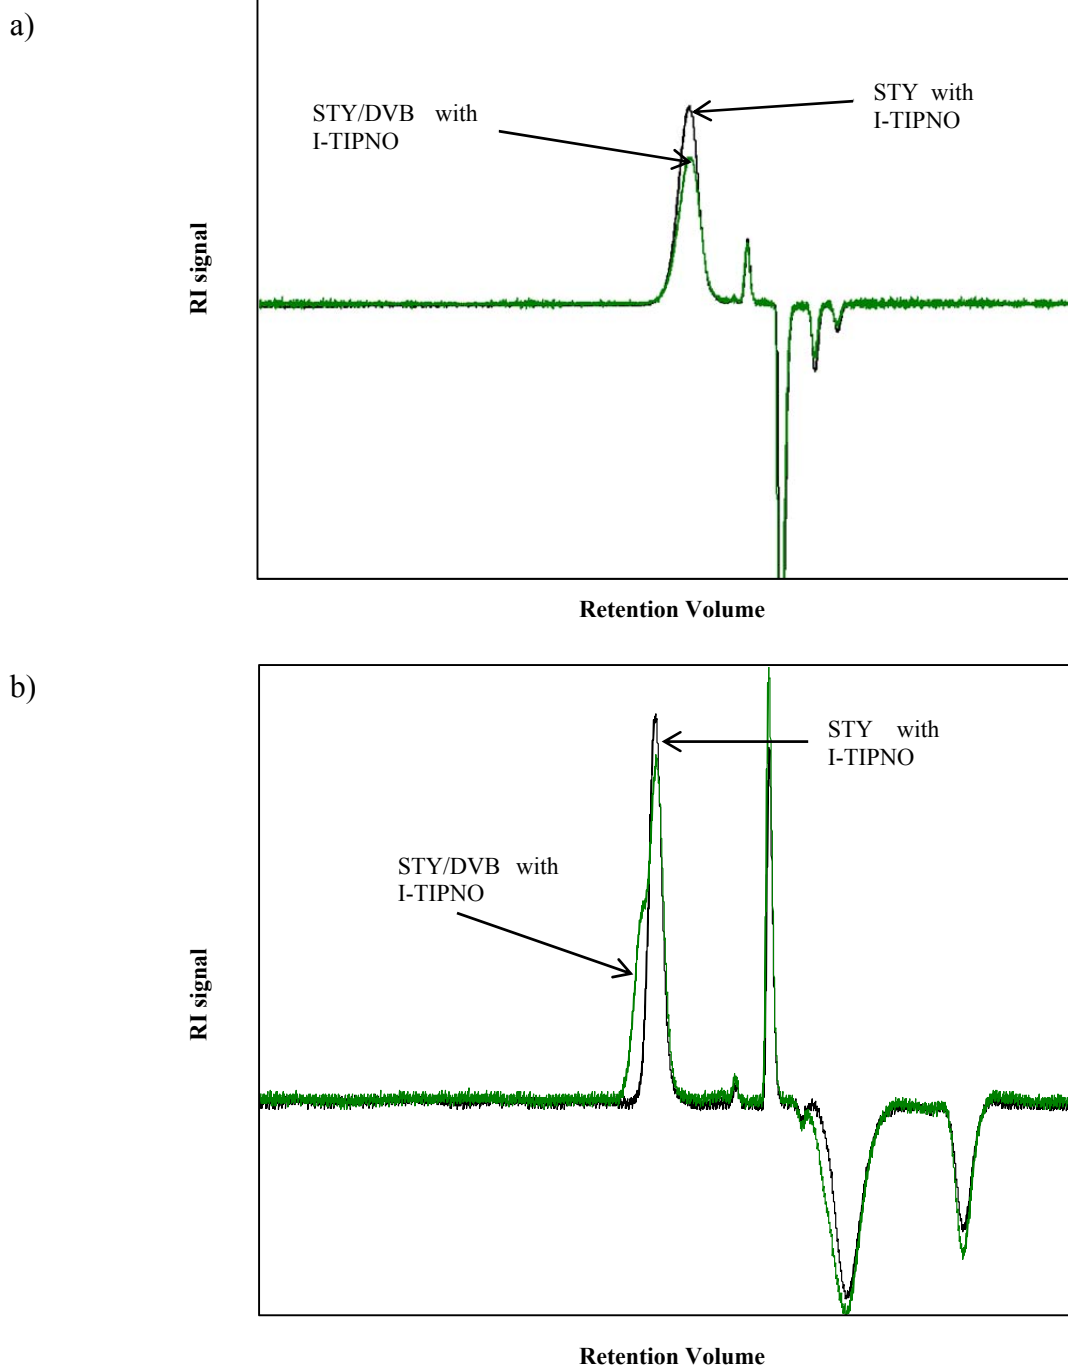 a)
STY/DVB with
I-TIPNO
STY with
I-TIPNO
RI signal
Retention Volume
b)
STY with
I-TIPNO
STY/DVB with
I-TIPNO
RI signal
Retention Volume